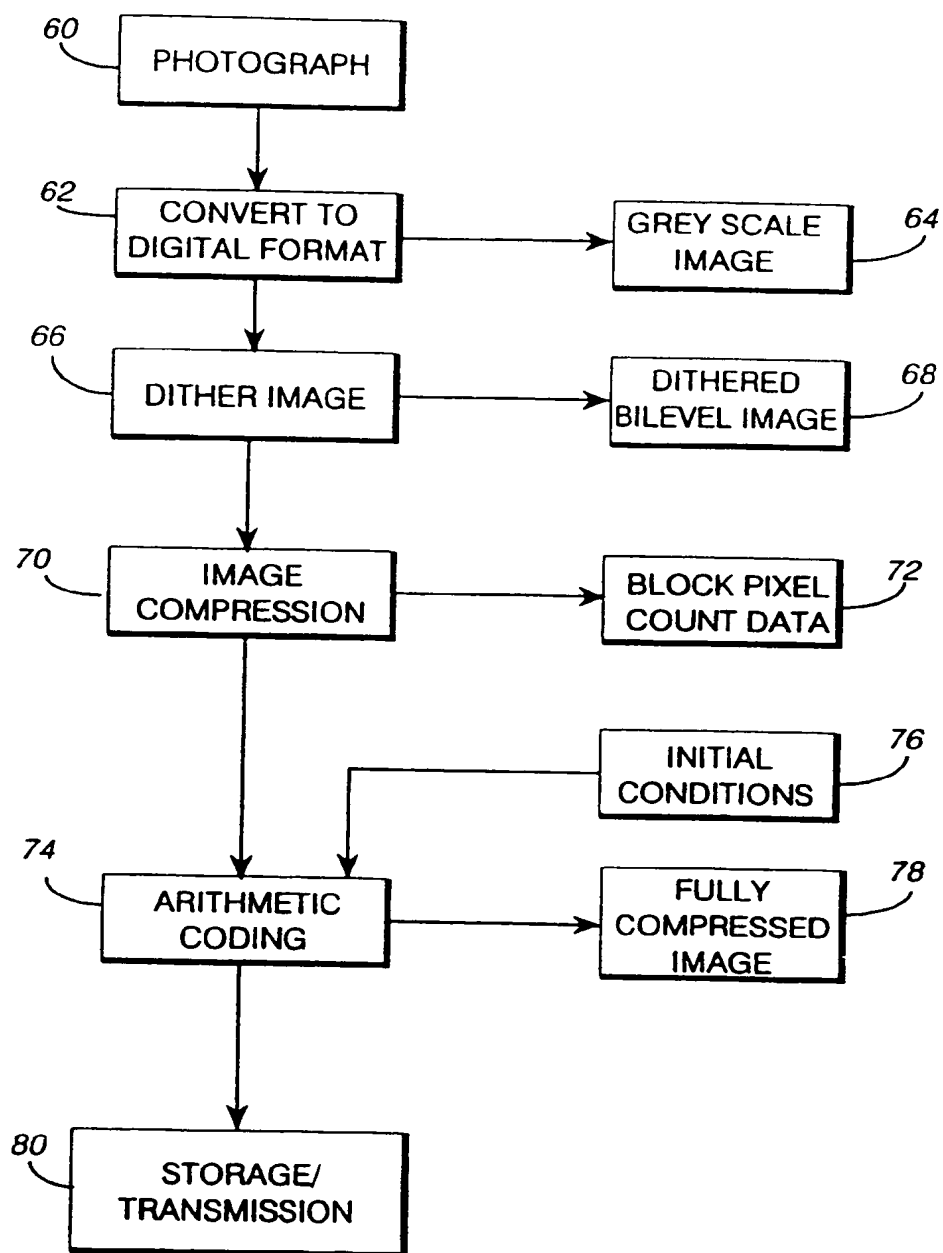 60
PHOTOGRAPH
62
CONVERT TO
DIGITAL FORMAT
GREY SCALE
IMAGE
64
66
DITHER IMAGE
DITHERED
BILEVEL IMAGE
68
70
IMAGE
COMPRESSION
BLOCK PIXEL
COUNT DATA
72
INITIAL
CONDITIONS
76
74
ARITHMETIC
CODING
FULLY
COMPRESSED
IMAGE
78
80
STORAGE/
TRANSMISSION